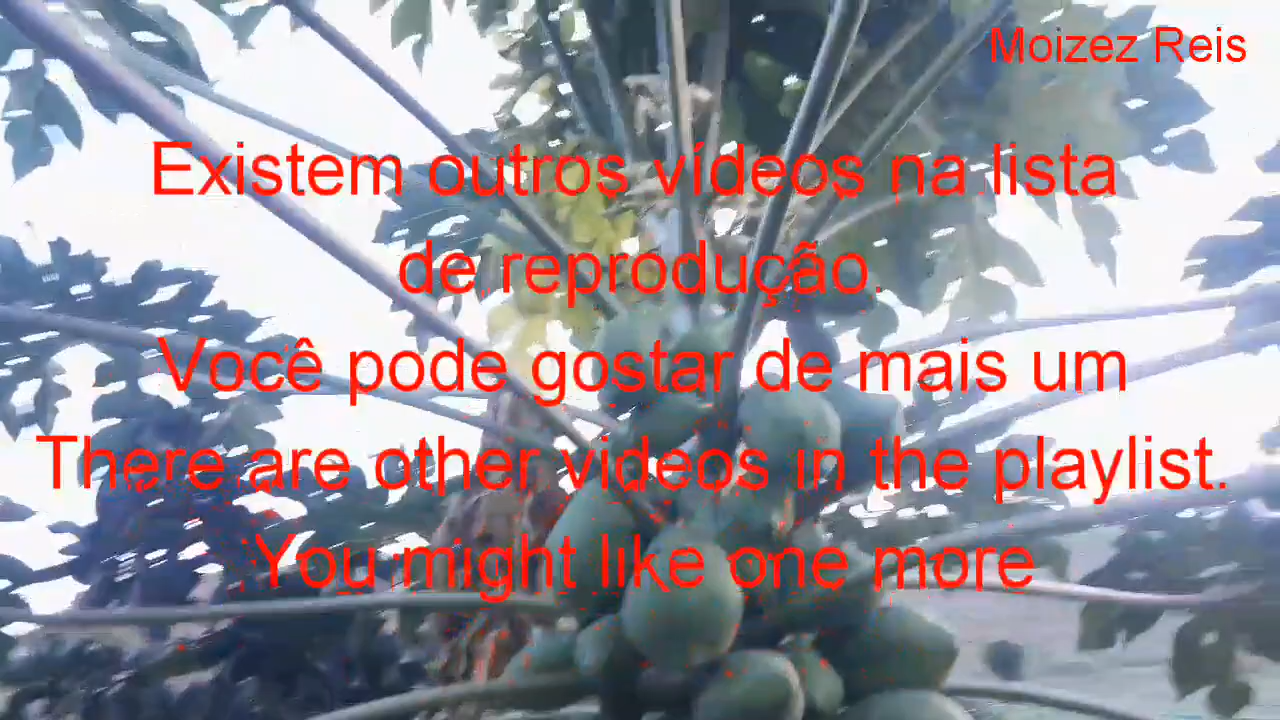 Moizez Reis
Existem outros vídeos na lista
de reprodução.
Você pode gostar de mais um
There are other videos in the playlist.
You might like one more